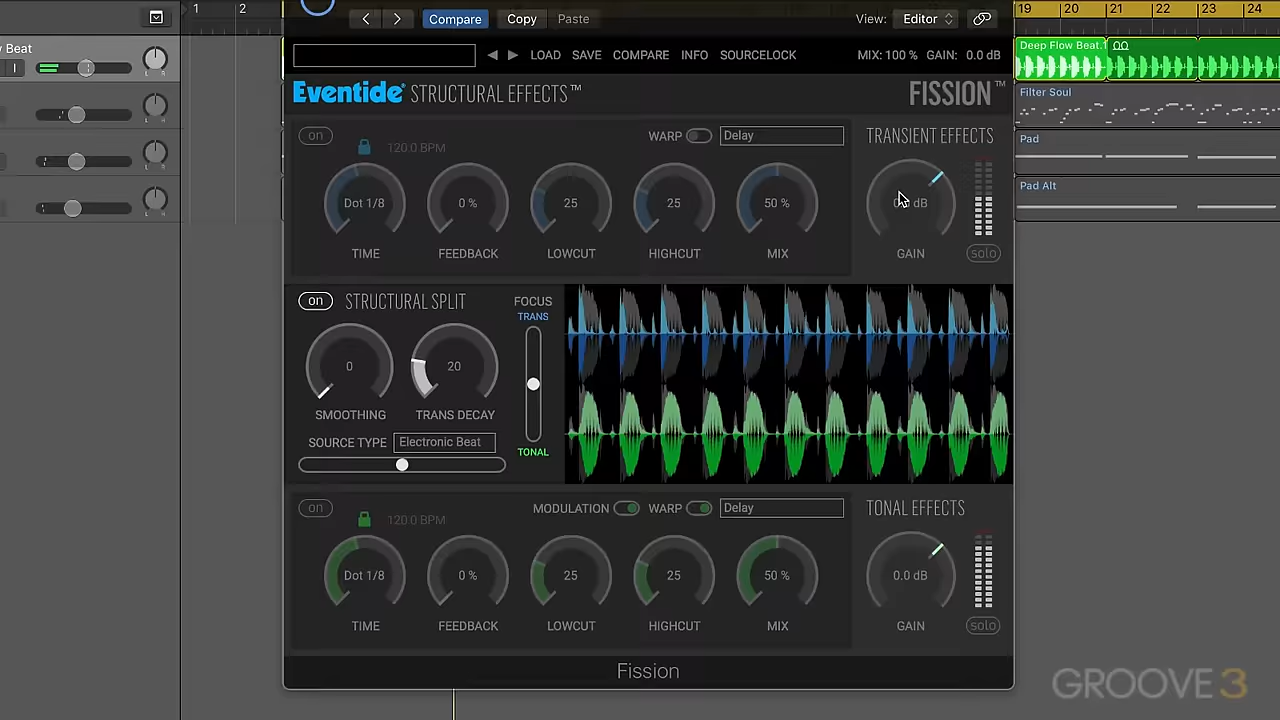 1 2 19 20 21 22 23 24
Compare Copy Paste View: Editor
Beat
L R
Deep Flow Beat.1
LOAD SAVE COMPARE INFO SOURCELOCK MIX: 100 % GAIN: 0.0 dB
Eventide® STRUCTURAL EFFECTS™ FISSION™
Filter Soul
L R
on 120.0 BPM WARP Delay TRANSIENT EFFECTS
Pad
L R
Pad Alt
L R
Dot 1/8 0 % 25 25 50 % dB
TIME FEEDBACK LOWCUT HIGHCUT MIX GAIN solo
on STRUCTURAL SPLIT FOCUS
TRANS
0 20
SMOOTHING TRANS DECAY
SOURCE TYPE Electronic Beat
TONAL
on 120.0 BPM MODULATION WARP Delay TONAL EFFECTS
Dot 1/8 0 % 25 25 50 % 0.0 dB
TIME FEEDBACK LOWCUT HIGHCUT MIX GAIN solo
Fission
GROOVE 3